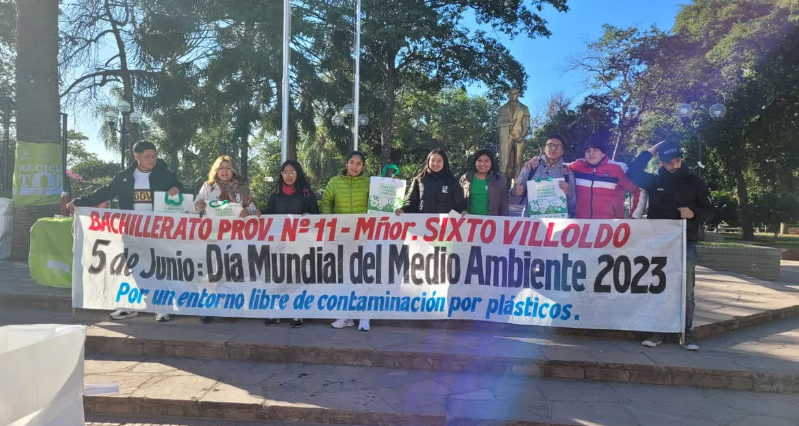 BACHILLERATO PROV. Nº 11 - Mñor. SIXTO VILLOLDO
5 de Junio: Día Mundial del Medio Ambiente 2023
Por un entorno libre de contaminación por plásticos.